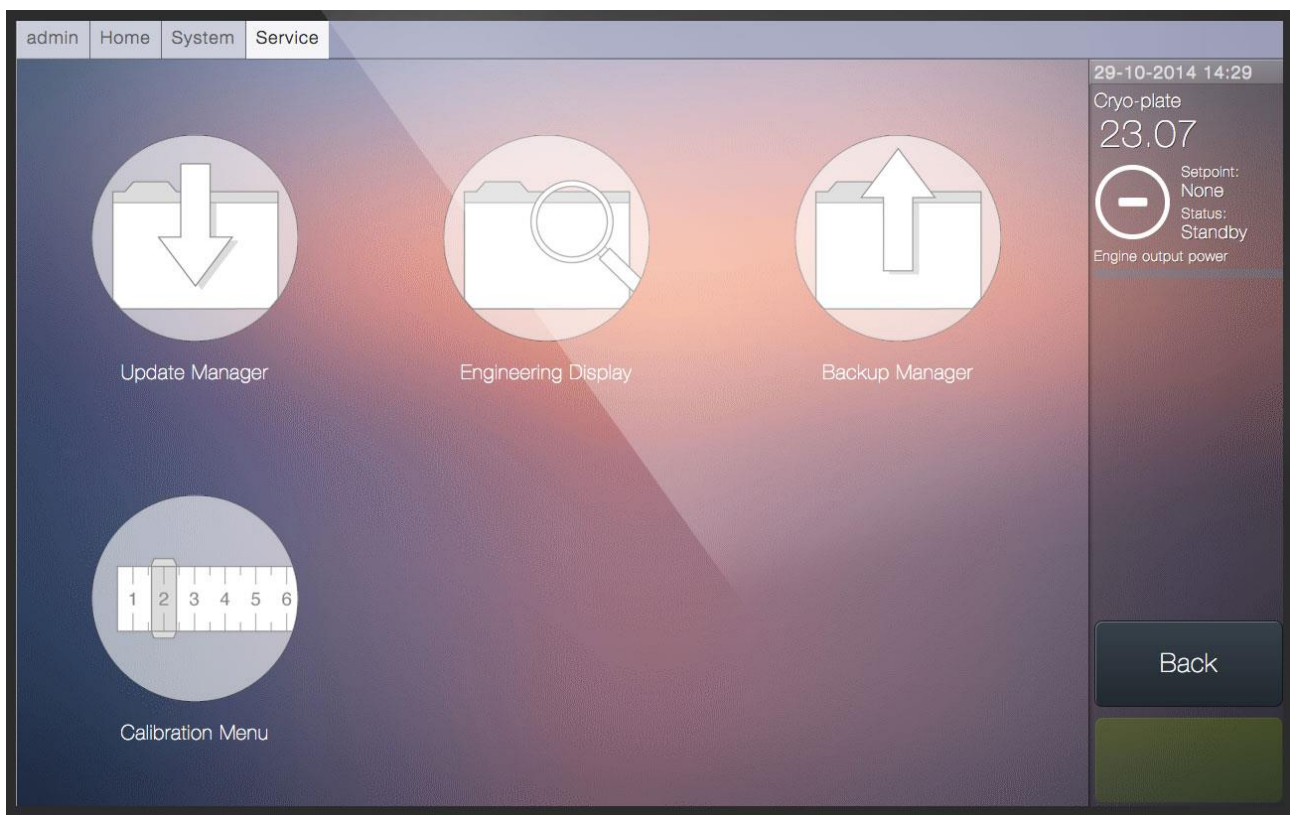 admin Home System Service
29-10-2014 14:29
Cryo-plate
23.07
Setpoint:
None
Status:
Standby
Engine output power
Update Manager Engineering Display Backup Manager
1 2 3 4 5 6
Calibration Menu
Back